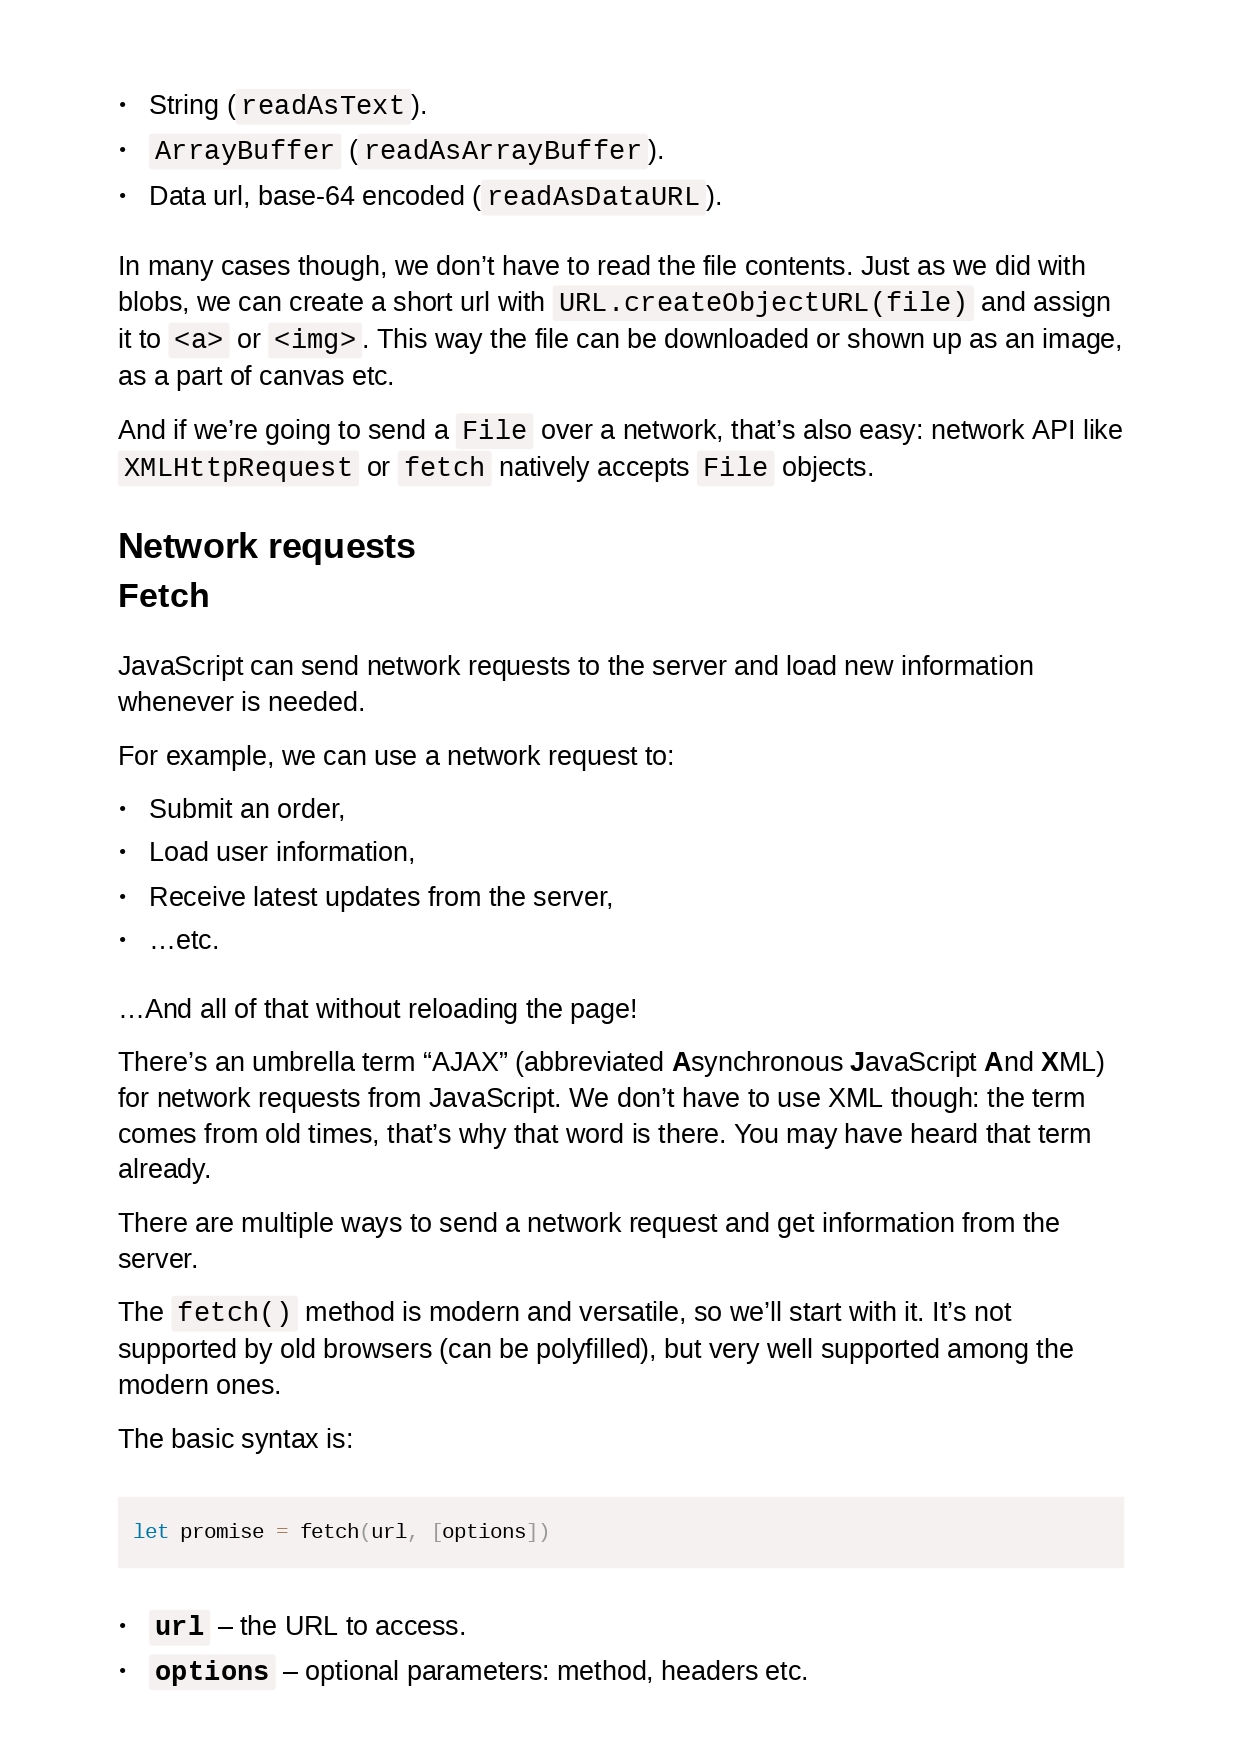 • String (readAsText).
• ArrayBuffer (readAsArrayBuffer).
• Data url, base-64 encoded (readAsDataURL).
In many cases though, we don’t have to read the file contents. Just as we did with
blobs, we can create a short url with URL.createObjectURL(file) and assign
it to <a> or <img>. This way the file can be downloaded or shown up as an image,
as a part of canvas etc.
And if we’re going to send a File over a network, that’s also easy: network API like
XMLHttpRequest or fetch natively accepts File objects.
Network requests
Fetch
JavaScript can send network requests to the server and load new information
whenever is needed.
For example, we can use a network request to:
• Submit an order,
• Load user information,
• Receive latest updates from the server,
• …etc.
…And all of that without reloading the page!
There’s an umbrella term “AJAX” (abbreviated Asynchronous JavaScript And XML)
for network requests from JavaScript. We don’t have to use XML though: the term
comes from old times, that’s why that word is there. You may have heard that term
already.
There are multiple ways to send a network request and get information from the
server.
The fetch() method is modern and versatile, so we’ll start with it. It’s not
supported by old browsers (can be polyfilled), but very well supported among the
modern ones.
The basic syntax is:
let promise = fetch(url, [options])
• url – the URL to access.
• options – optional parameters: method, headers etc.